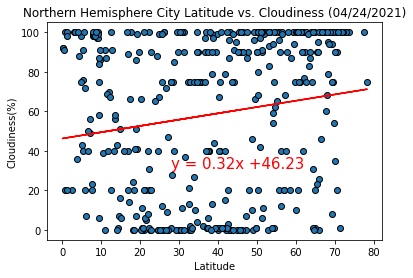 Northern Hemisphere City Latitude vs. Cloudiness (04/24/2021)
100
80
60
40
20
0
Cloudiness(%)
y = 0.32x +46.23
0 10 20 30 40 50 60 70 80
Latitude